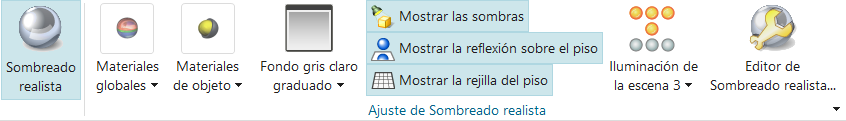 Sombreado
realista
Materiales
globales
Materiales
de objeto
Fondo gris claro
graduado
Mostrar las sombras
Mostrar la reflexión sobre el piso
Mostrar la rejilla del piso
Iluminación de
la escena 3
Editor de
Sombreado realista...
Ajuste de Sombreado realista